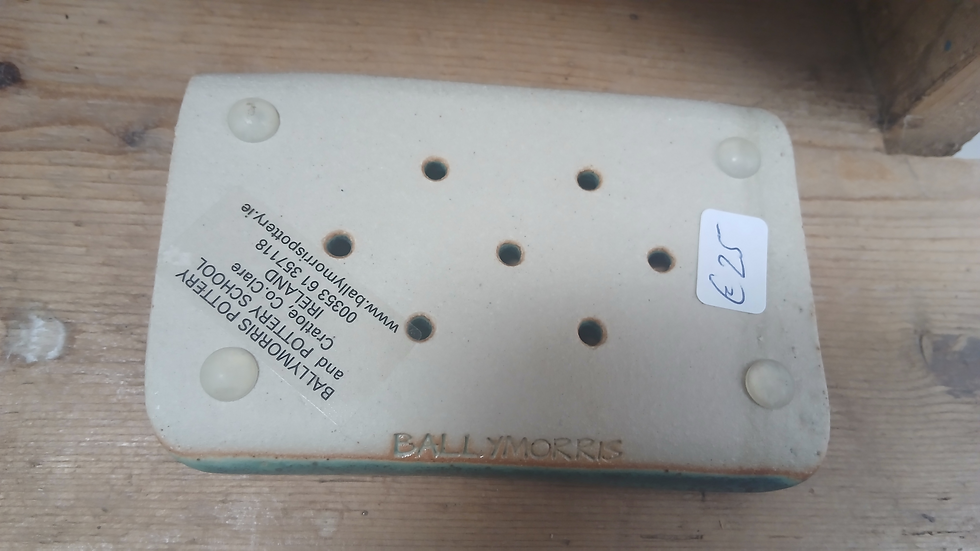 BALLYMORRIS POTTERY
and POTTERY SCHOOL
Cratloe Co.Clare
IRELAND
00353 61 357118
www.ballymorrispottery.ie
€25
BALLYMORRIS